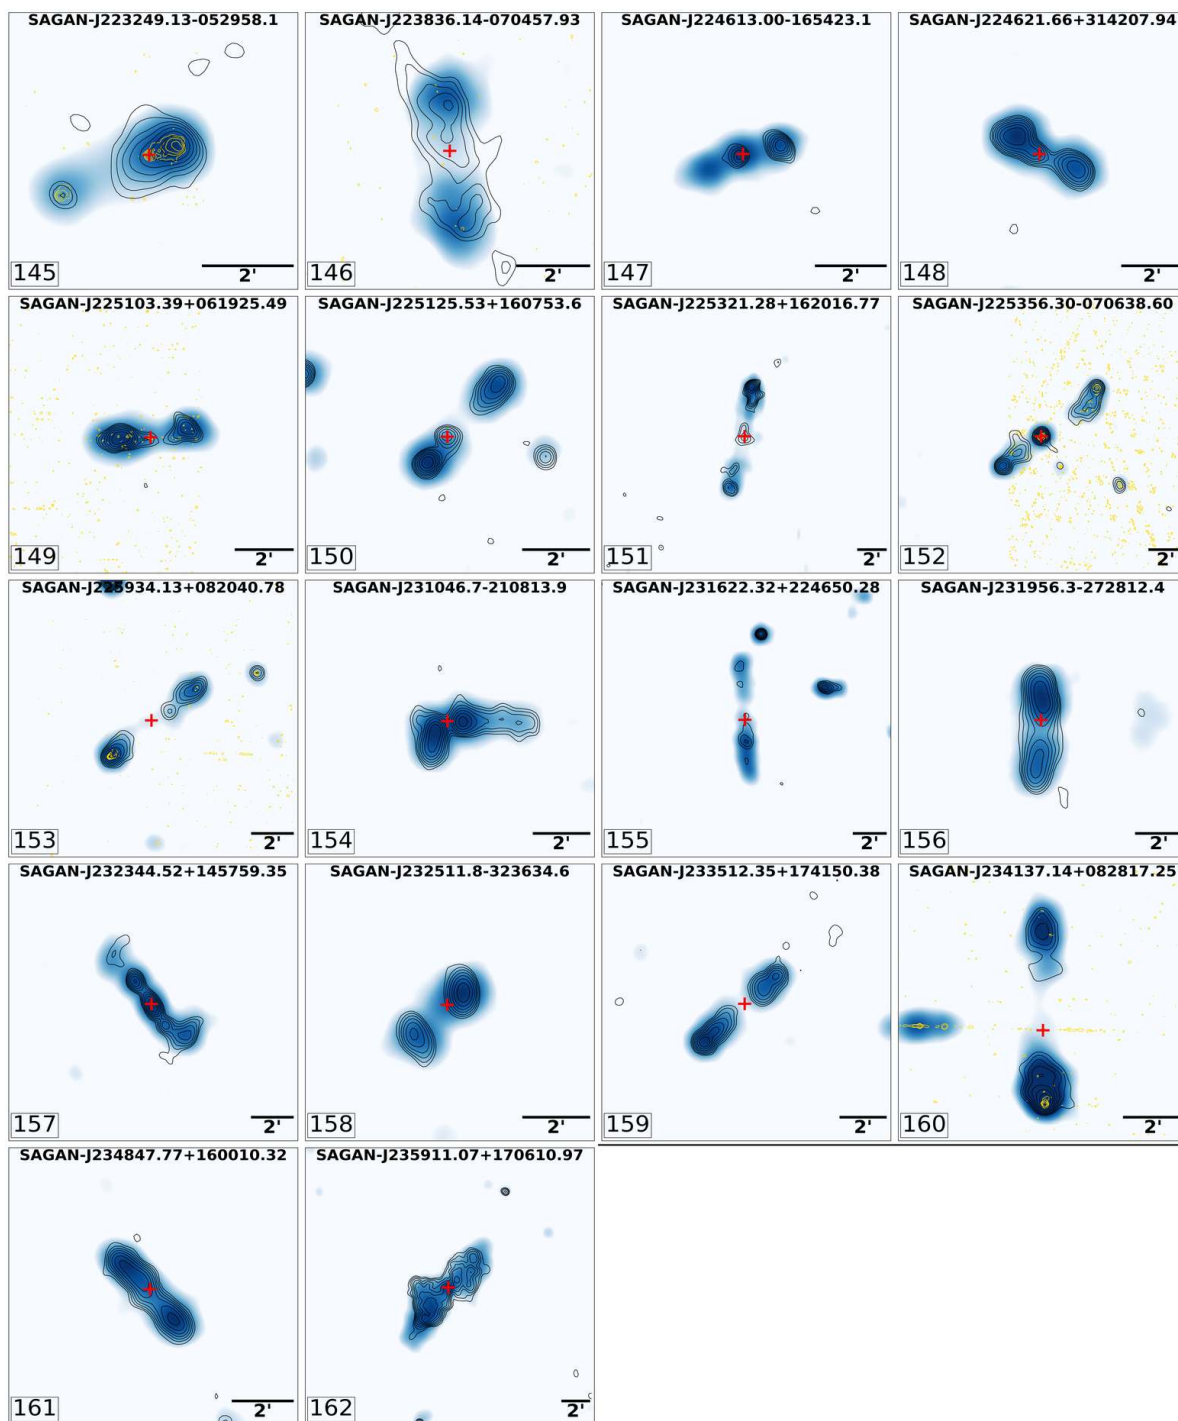 SAGAN-J223249.13-052958.1
2'
145
SAGAN-J223836.14-070457.93
2'
146
SAGAN-J224613.00-165423.1
2'
147
SAGAN-J224621.66+314207.94
2'
148
SAGAN-J225103.39+061925.49
2'
149
SAGAN-J225125.53+160753.6
2'
150
SAGAN-J225321.28+162016.77
2'
151
SAGAN-J225356.30-070638.60
2'
152
SAGAN-J225934.13+082040.78
2'
153
SAGAN-J231046.7-210813.9
2'
154
SAGAN-J231622.32+224650.28
2'
155
SAGAN-J231956.3-272812.4
2'
156
SAGAN-J232344.52+145759.35
2'
157
SAGAN-J232511.8-323634.6
2'
158
SAGAN-J233512.35+174150.38
2'
159
SAGAN-J234137.14+082817.25
2'
160
SAGAN-J234847.77+160010.32
2'
161
SAGAN-J235911.07+170610.97
2'
162